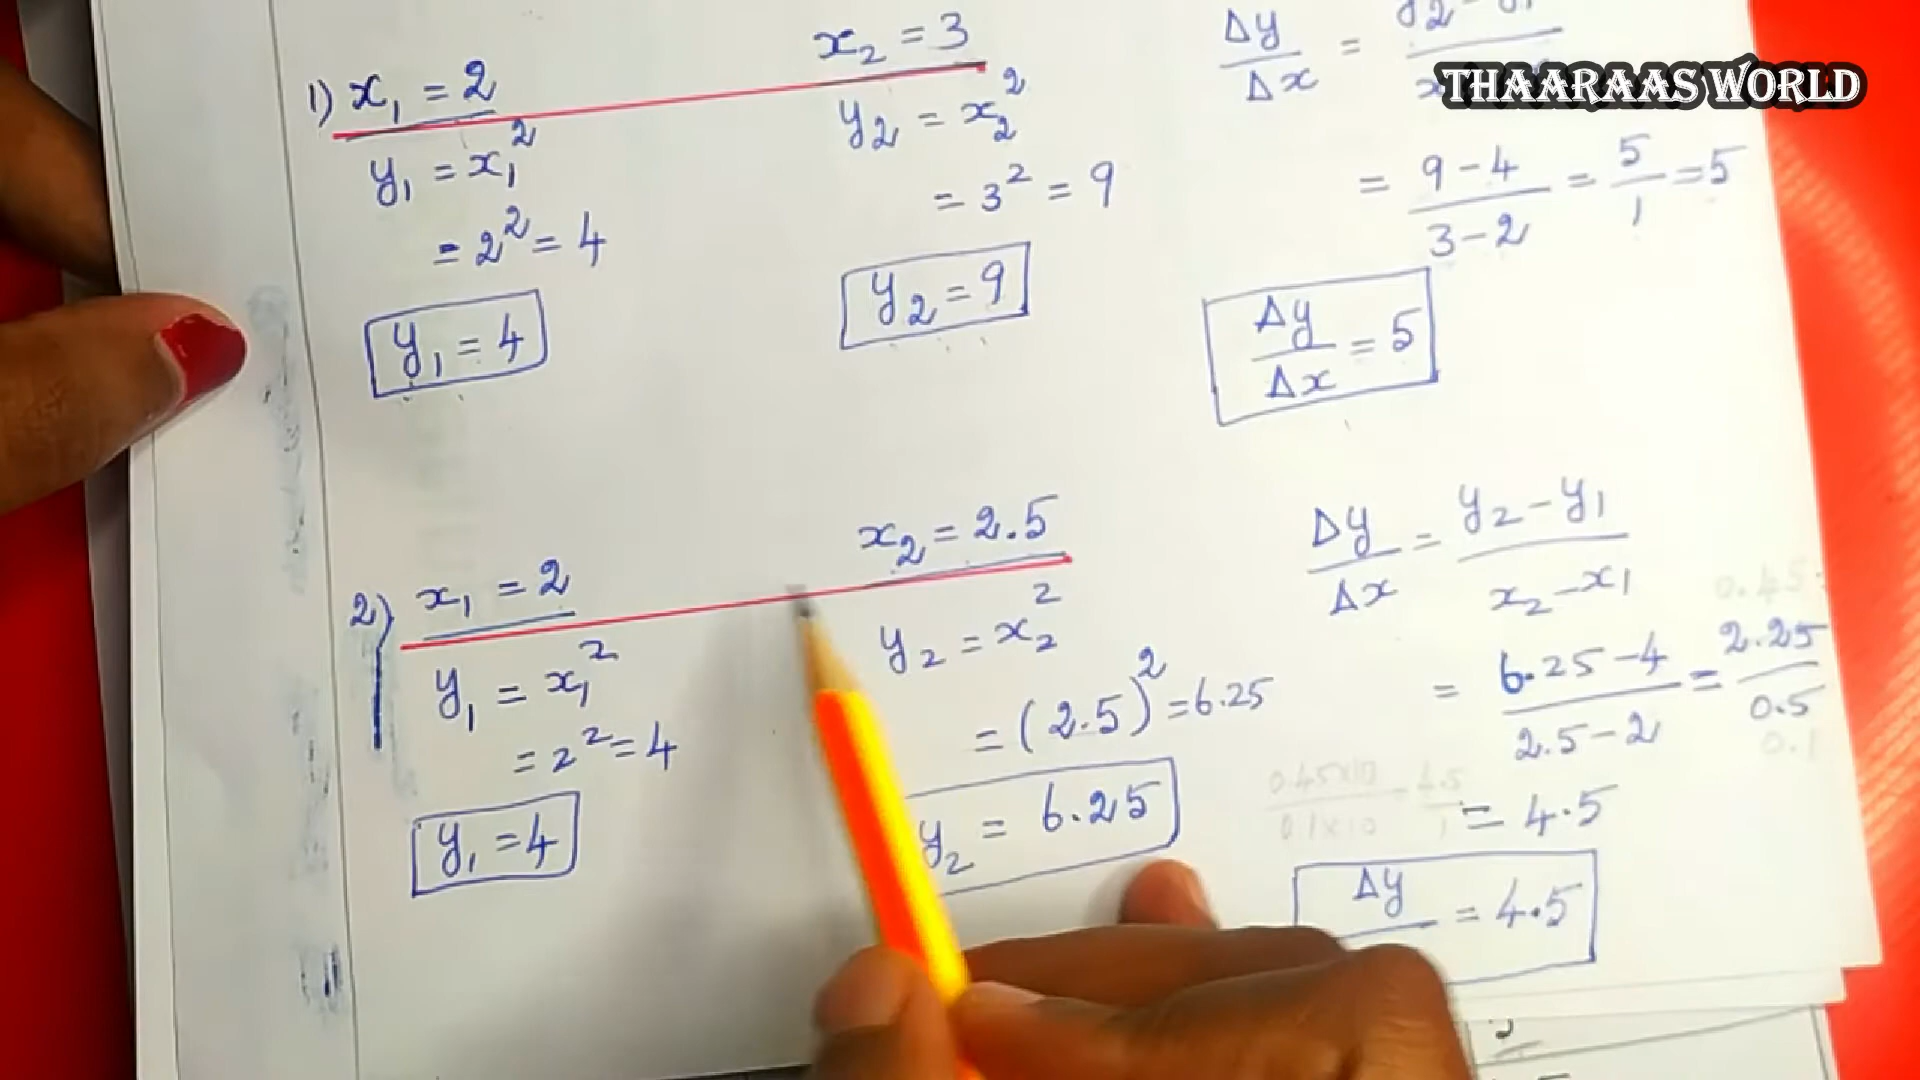 THAARAAS WORLD
1) x₁ = 2
y₁ = x₁²
= 2² = 4
y₁ = 4
x₂ = 3
y₂ = x₂²
= 3² = 9
y₂ = 9
Δy/Δx =
= (9-4)/(3-2) = 5/1 = 5
Δy/Δx = 5
2) x₁ = 2
y₁ = x₁²
= 2² = 4
y₁ = 4
x₂ = 2.5
y₂ = x₂²
= (2.5)² = 6.25
y₂ = 6.25
Δy/Δx = (y₂-y₁)/(x₂-x₁)
= (6.25-4)/(2.5-2) = 2.25/0.5
= 4.5
Δy = 4.5